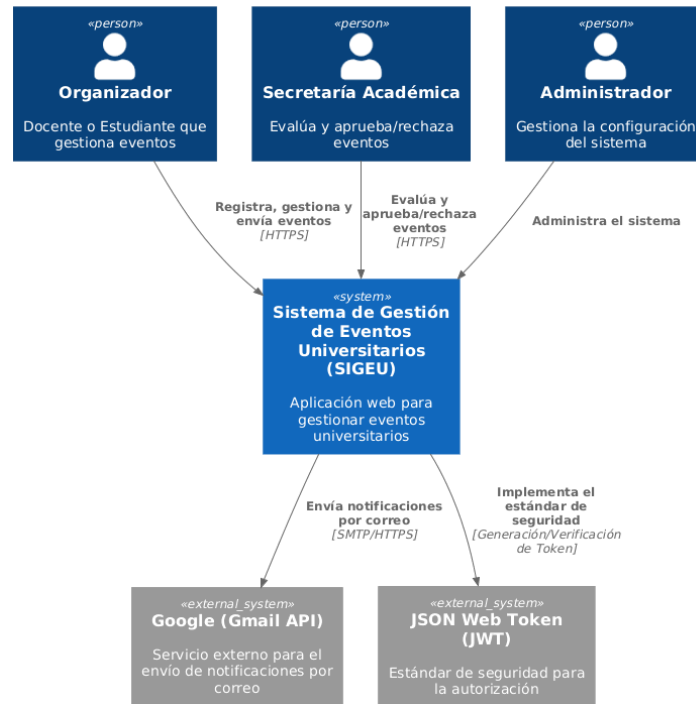 «person»
Organizador
Docente o Estudiante que
gestiona eventos
«person»
Secretaría Académica
Evalúa y aprueba/rechaza
eventos
«person»
Administrador
Gestiona la configuración
del sistema
Registra, gestiona y
envía eventos
[HTTPS]
Evalúa y
aprueba/rechaza
eventos
[HTTPS]
Administra el sistema
«system»
Sistema de Gestión
de Eventos
Universitarios
(SIGEU)
Aplicación web para
gestionar eventos
universitarios
Envía notificaciones
por correo
[SMTP/HTTPS]
Implementa el
estándar de
seguridad
[Generación/Verificación
de Token]
«external_system»
Google (Gmail API)
Servicio externo para el
envío de notificaciones por
correo
«external_system»
JSON Web Token
(JWT)
Estándar de seguridad para
la autorización